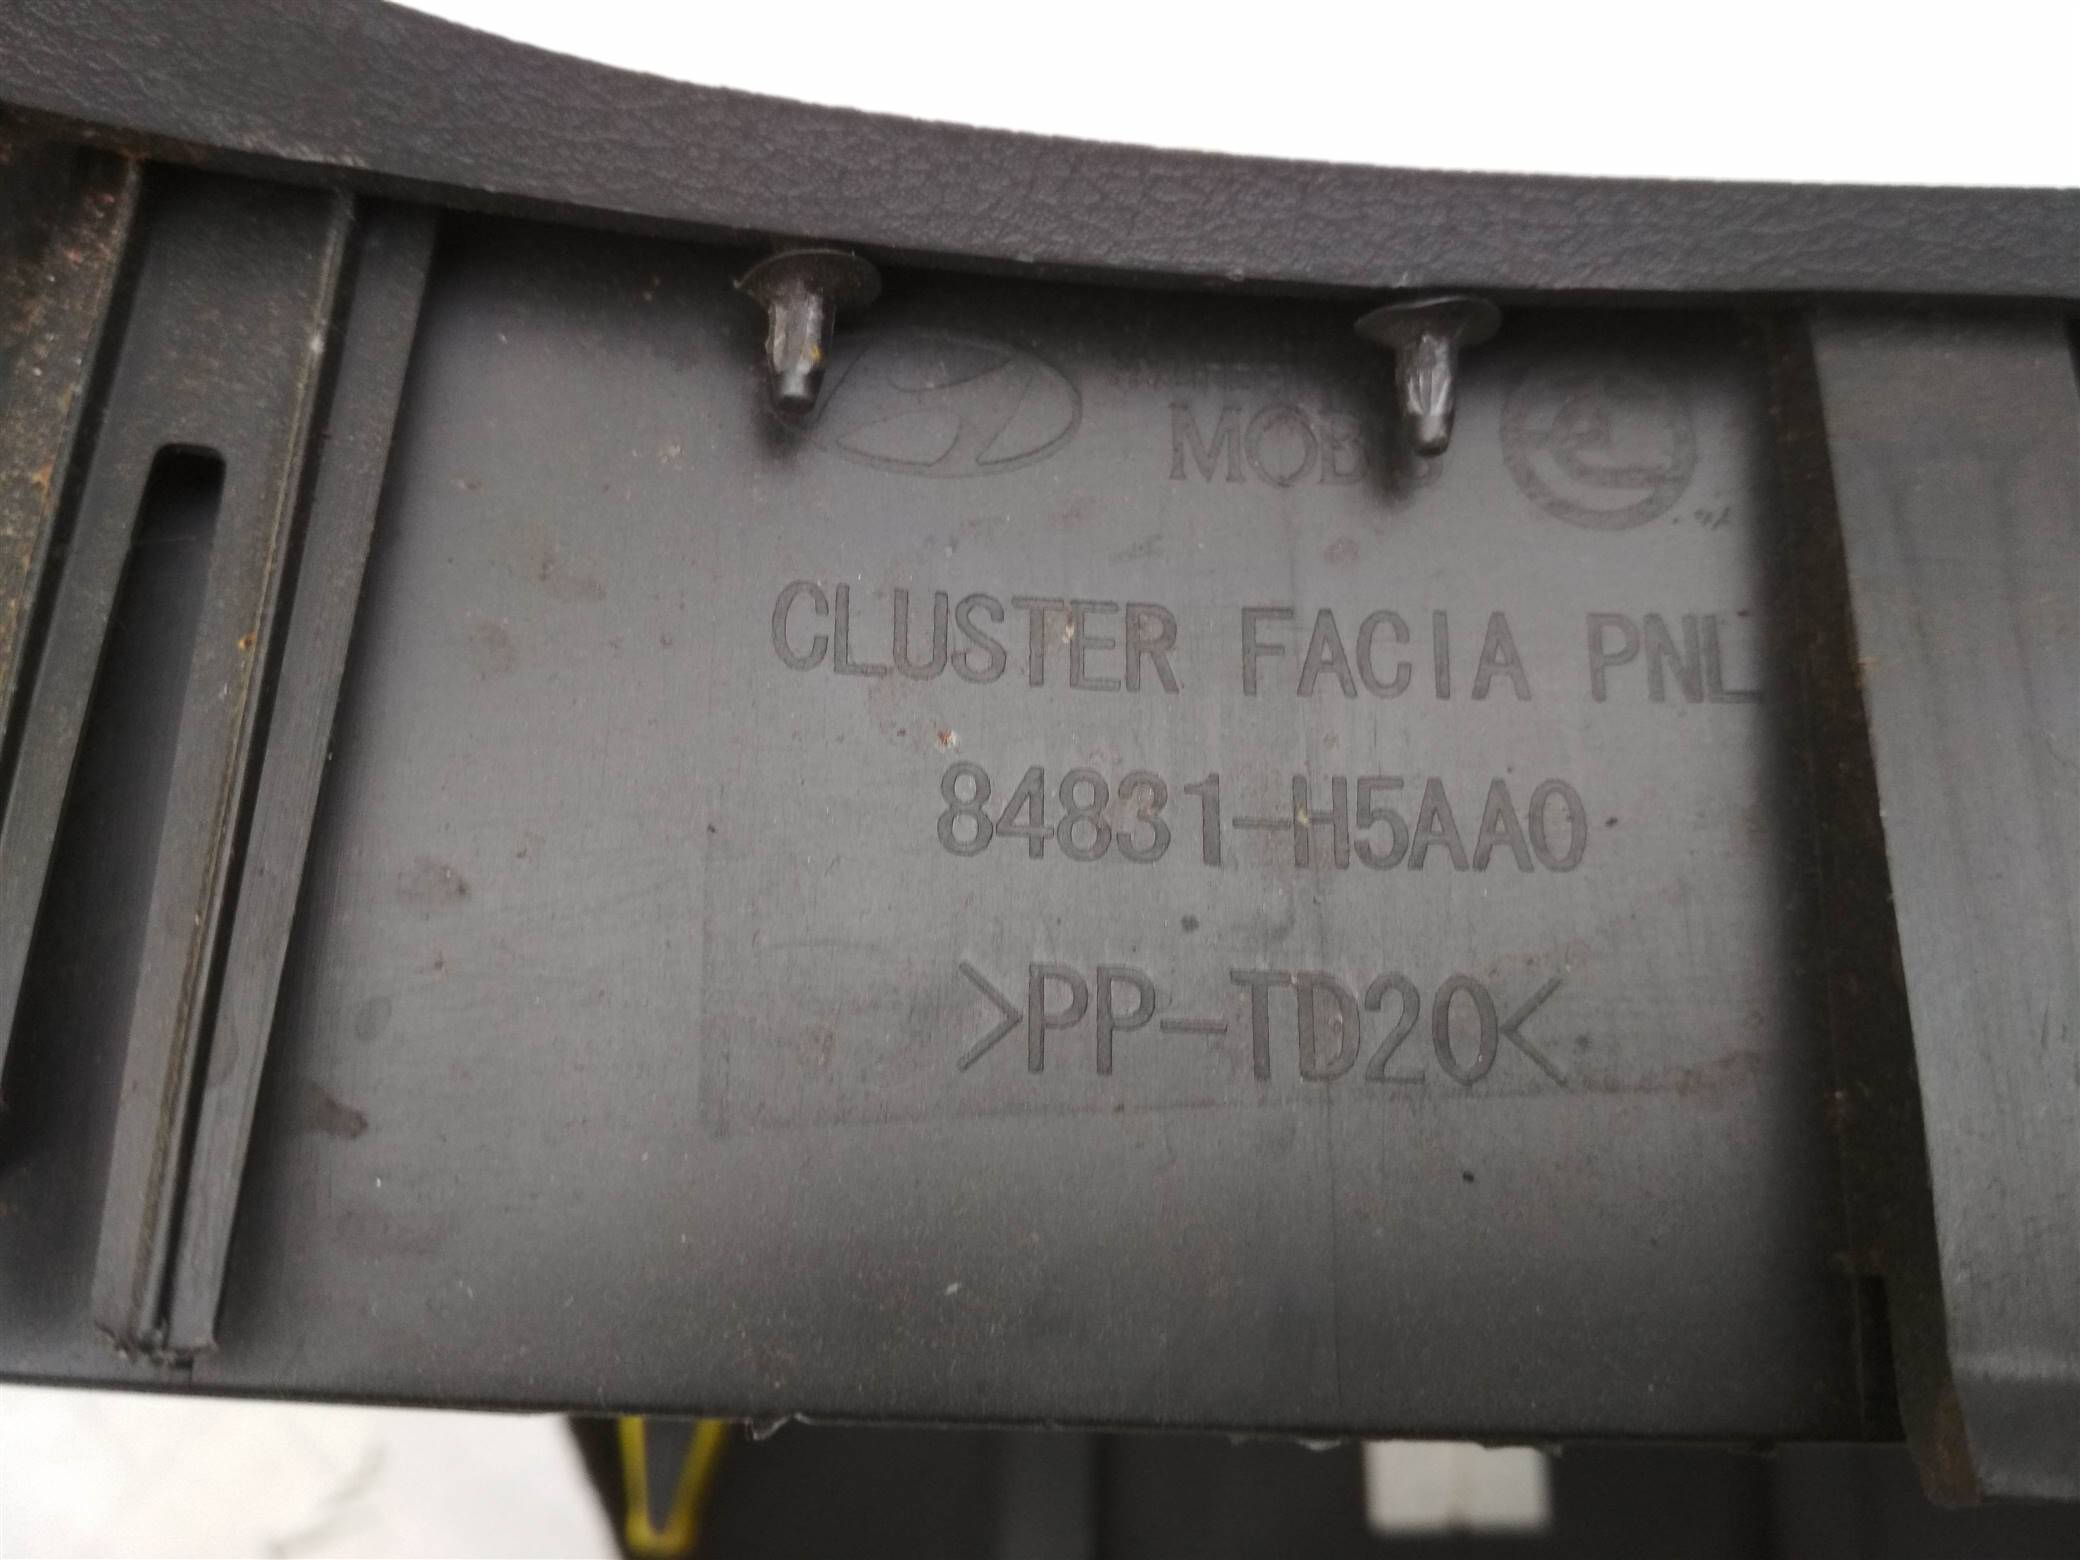 CLUSTER FACIA PNL
84831-H5AA0
>PP-TD20<